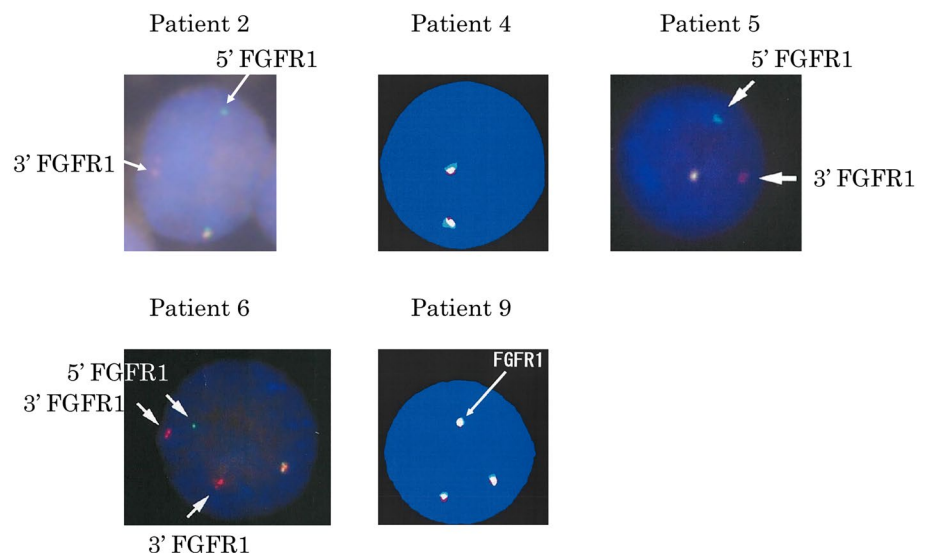 Patient 2
Patient 4
Patient 5
5’ FGFR1
5’ FGFR1
3’ FGFR1
3’ FGFR1
Patient 6
Patient 9
FGFR1
5’ FGFR1
3’ FGFR1
3’ FGFR1